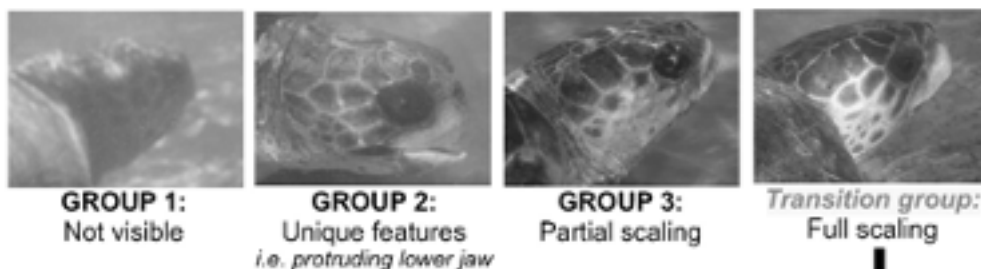 GROUP 1:
Not visible
GROUP 2:
Unique features
i.e. protruding lower jaw
GROUP 3:
Partial scaling
Transition group:
Full scaling